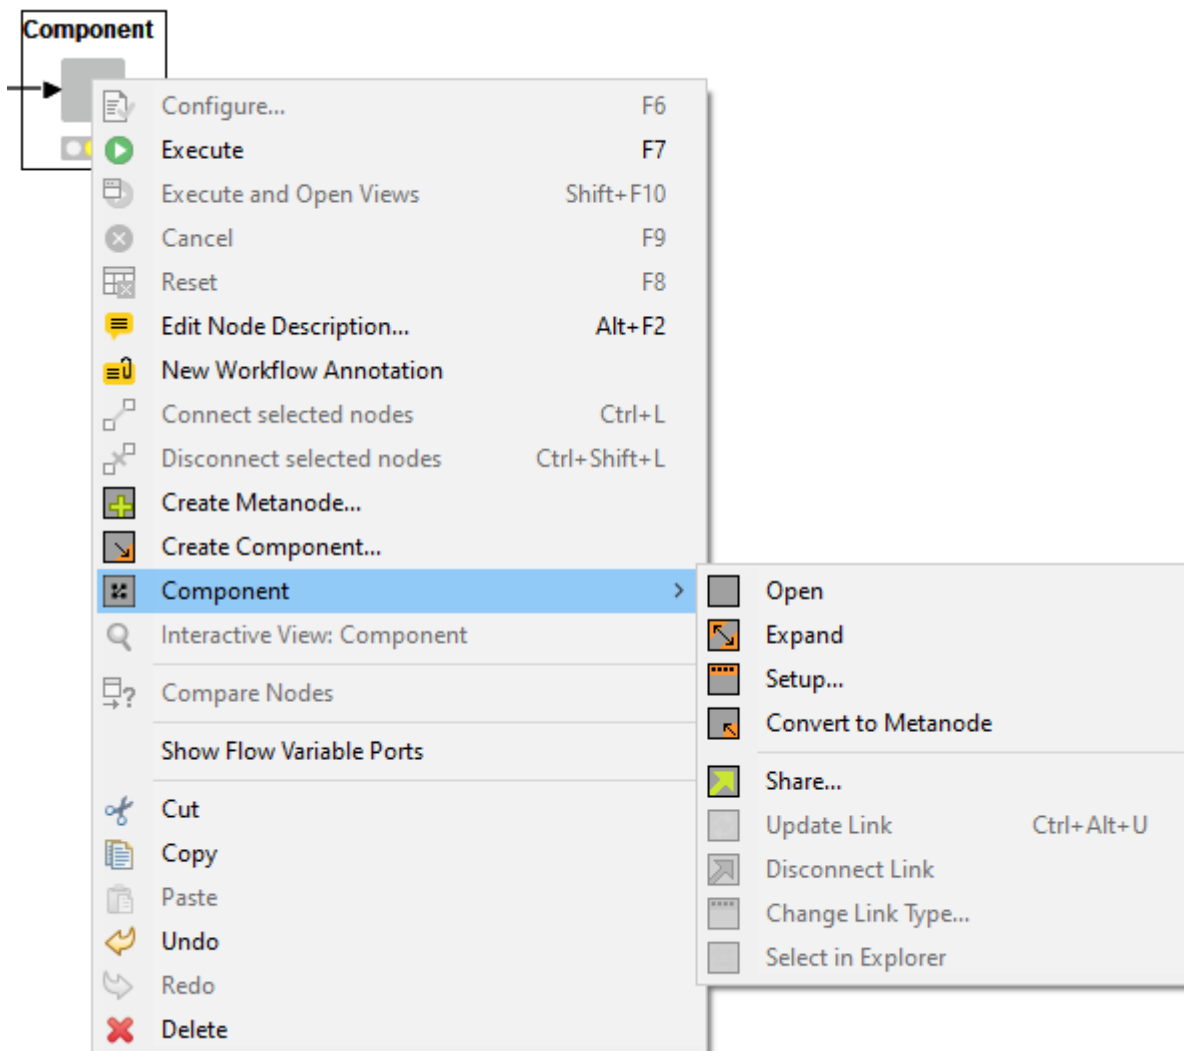 Component
Configure... F6
Execute F7
Execute and Open Views Shift+F10
Cancel F9
Reset F8
Edit Node Description... Alt+F2
New Workflow Annotation
Connect selected nodes Ctrl+L
Disconnect selected nodes Ctrl+Shift+L
Create Metanode...
Create Component...
Component >
Interactive View: Component
Compare Nodes
Show Flow Variable Ports
Cut
Copy
Paste
Undo
Redo
Delete
Open
Expand
Setup...
Convert to Metanode
Share...
Update Link Ctrl+Alt+U
Disconnect Link
Change Link Type...
Select in Explorer